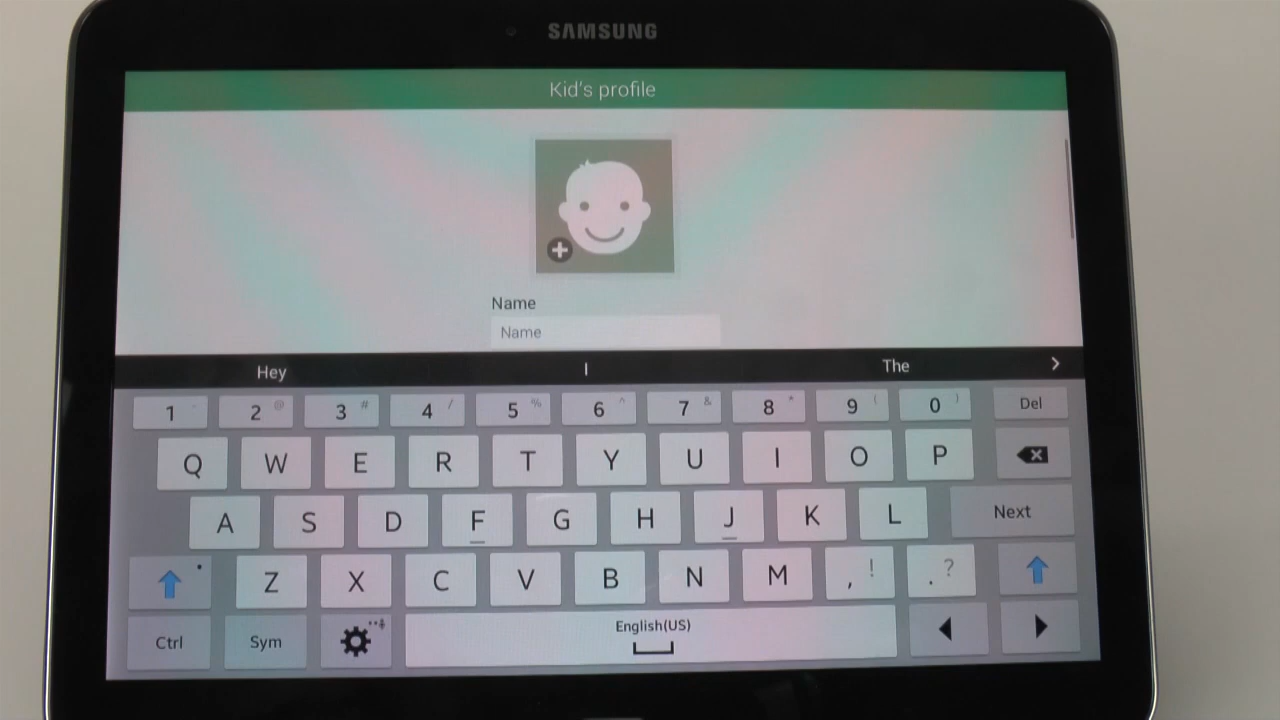 SAMSUNG
Kid's profile
Name
Name
Hey I The
1 2 @ 3 # 4 / 5 % 6 ^ 7 & 8 * 9 ( 0 ) Del
Q W E R T Y U I O P
A S D F G H J K L Next
Z X C V B N M , ! . ?
Ctrl Sym English(US)